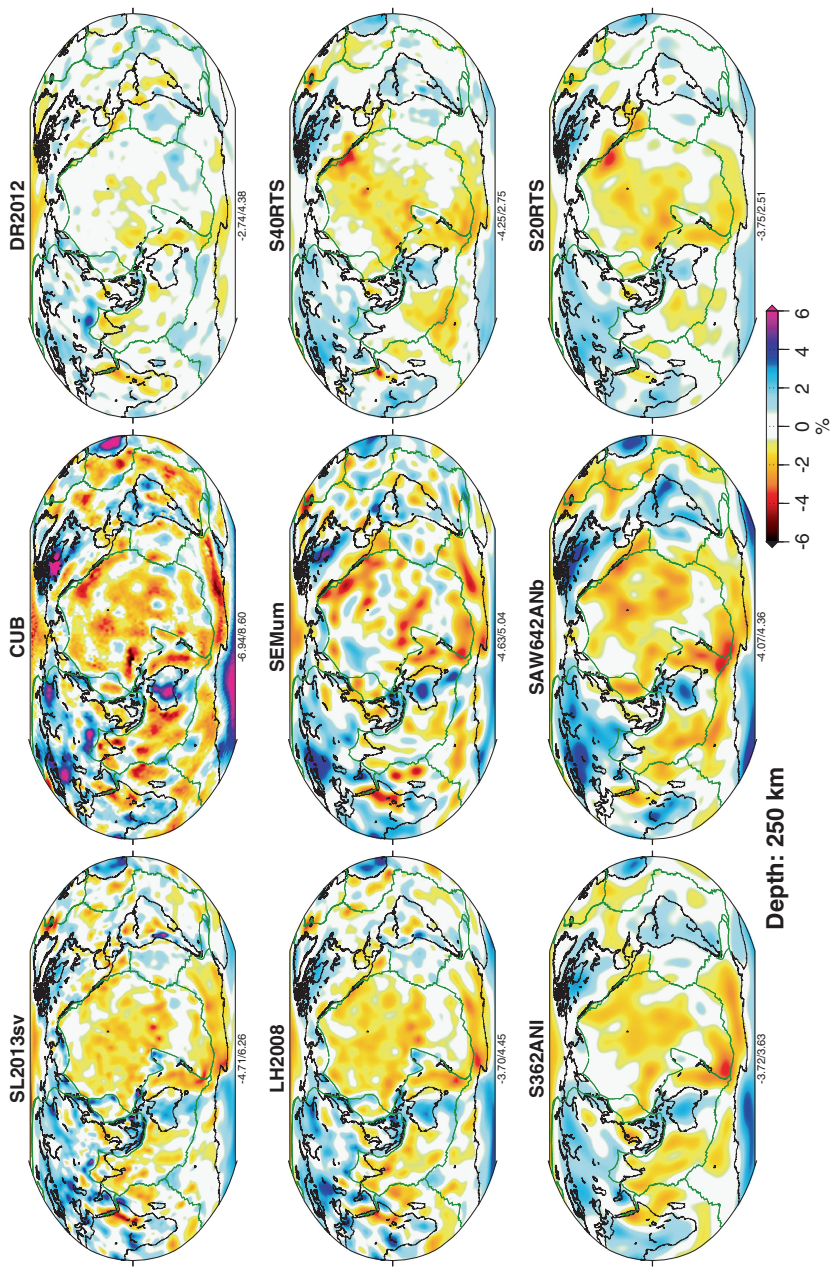 SL2013sv
CUB
DR2012
-4.71/6.26
-6.94/8.60
-2.74/4.38
LH2008
SEMum
S40RTS
-3.70/4.45
-4.63/5.04
-4.25/2.75
S362ANI
SAW642ANb
S20RTS
-3.72/3.63
-4.07/4.36
-3.75/2.51
Depth: 250 km
-6 -4 -2 0 2 4 6
%